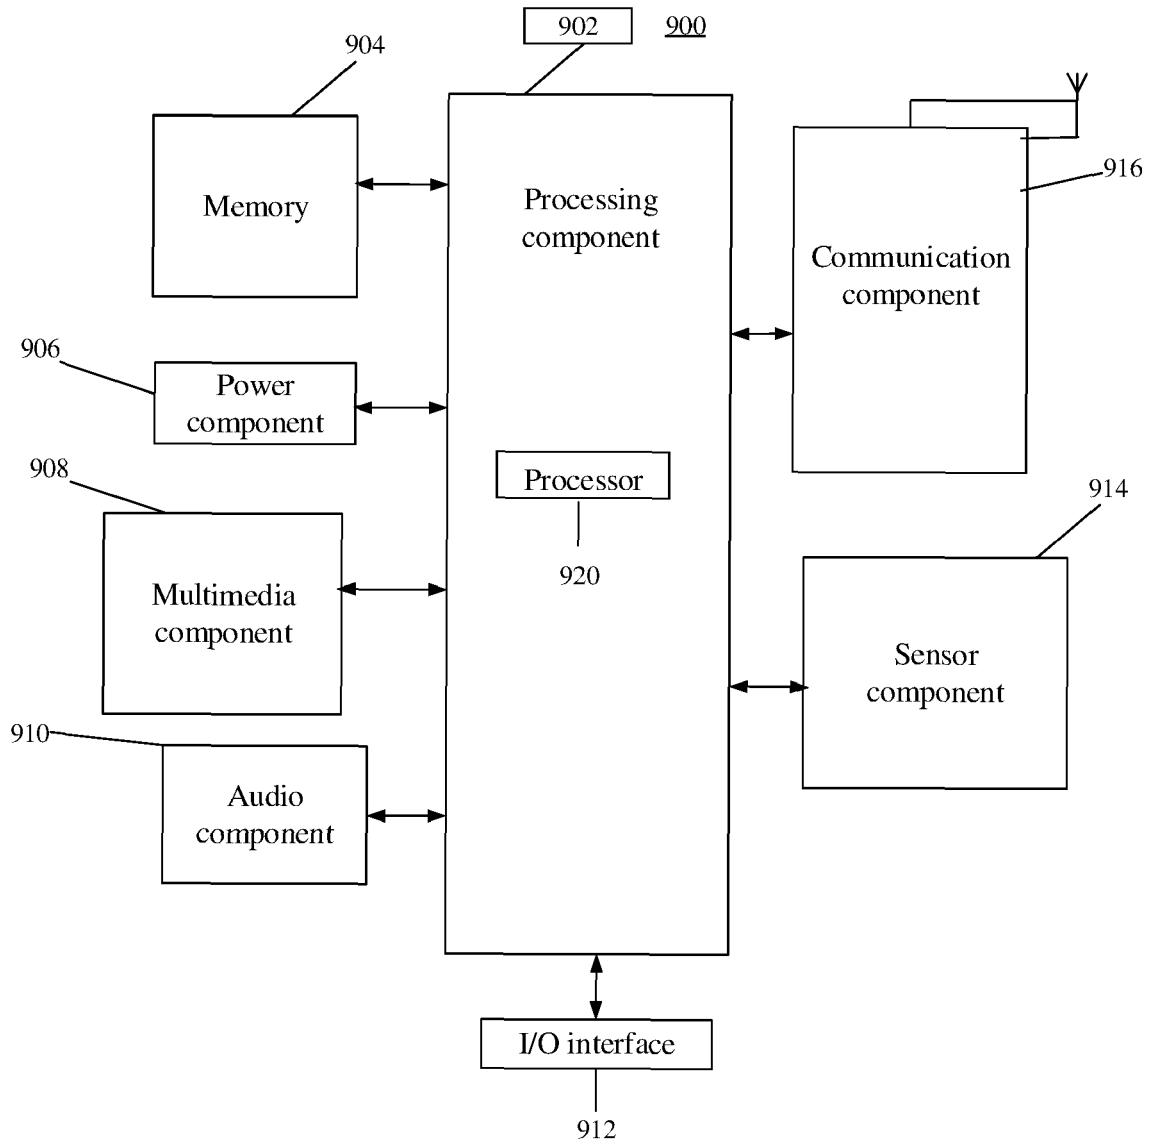 902
900
904
Memory
Processing
component
916
Communication
component
906
Power
component
908
Processor
920
914
Multimedia
component
Sensor
component
910
Audio
component
I/O interface
912